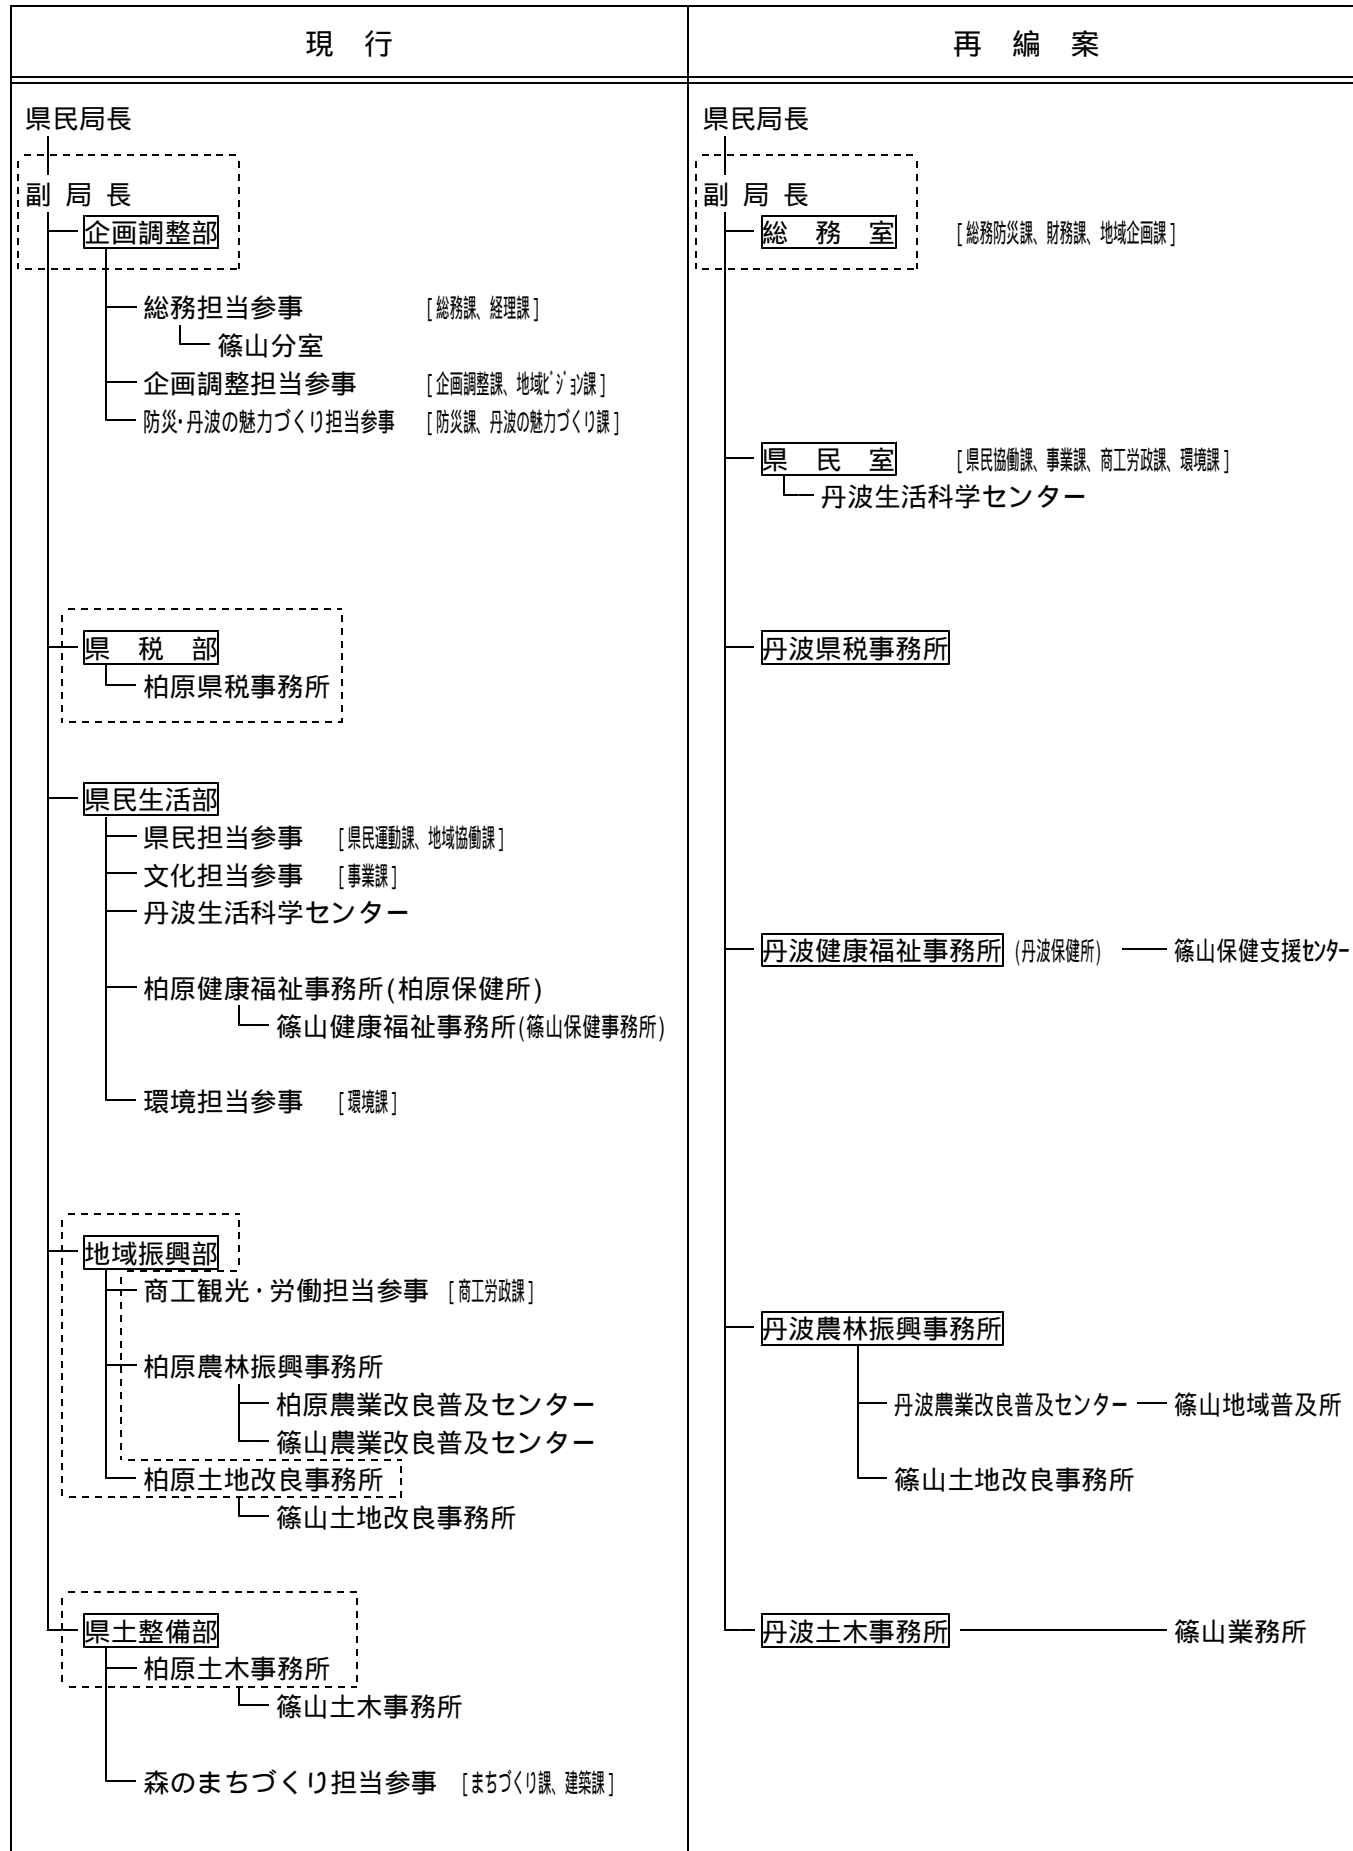 現 行
県民局長
副 局 長
企画調整部
総務担当参事 [総務課、経理課]
篠山分室
企画調整担当参事 [企画調整課、地域ﾋﾞｼﾞｮﾝ課]
防災・丹波の魅力づくり担当参事 [防災課、丹波の魅力づくり課]
県 税 部
柏原県税事務所
県民生活部
県民担当参事 [県民運動課、地域協働課]
文化担当参事 [事業課]
丹波生活科学センター
柏原健康福祉事務所(柏原保健所)
篠山健康福祉事務所(篠山保健事務所)
環境担当参事 [環境課]
地域振興部
商工観光・労働担当参事 [商工労政課]
柏原農林振興事務所
柏原農業改良普及センター
篠山農業改良普及センター
柏原土地改良事務所
篠山土地改良事務所
県土整備部
柏原土木事務所
篠山土木事務所
森のまちづくり担当参事 [まちづくり課、建築課]
再 編 案
県民局長
副 局 長
総 務 室 [総務防災課、財務課、地域企画課]
県 民 室 [県民協働課、事業課、商工労政課、環境課]
丹波生活科学センター
丹波県税事務所
丹波健康福祉事務所 (丹波保健所) 篠山保健支援ｾﾝﾀｰ
丹波農林振興事務所
丹波農業改良普及センター 篠山地域普及所
篠山土地改良事務所
丹波土木事務所 篠山業務所